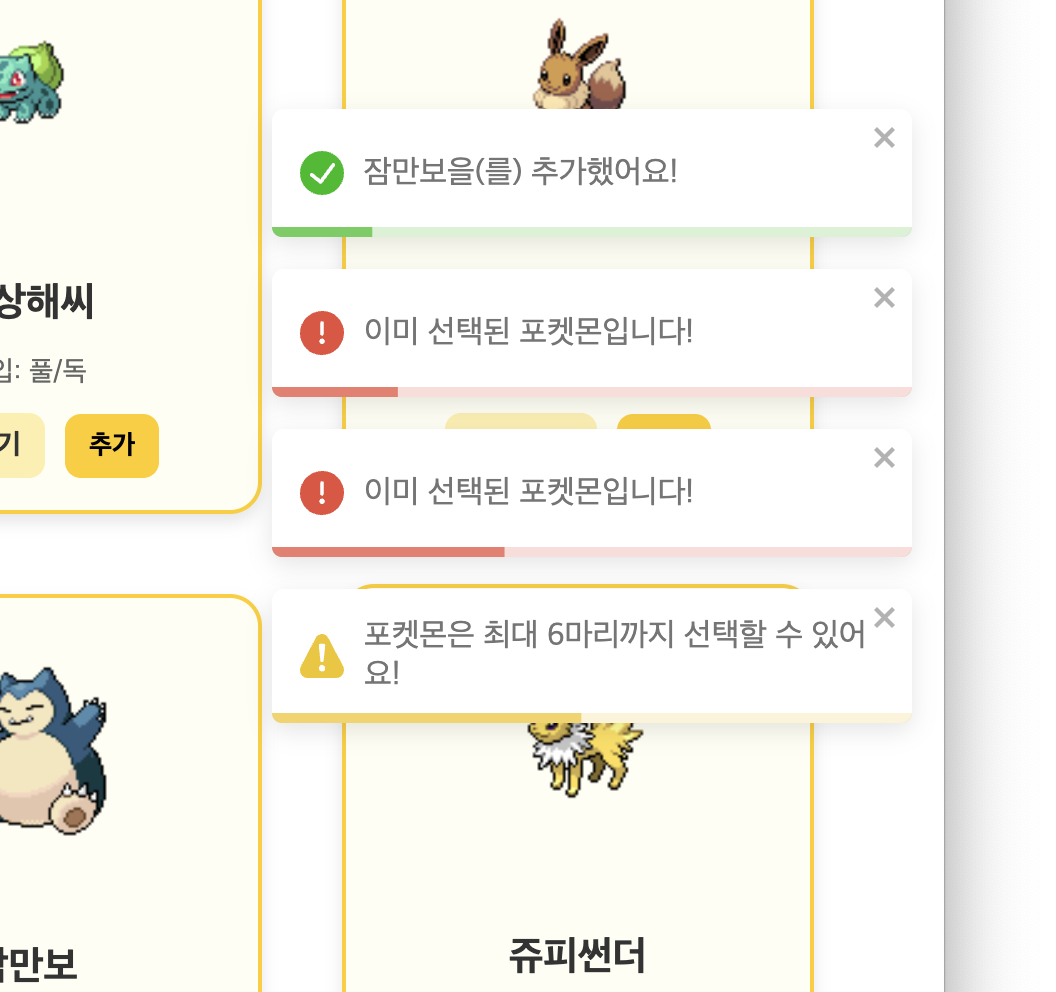 잠만보을(를) 추가했어요!
이미 선택된 포켓몬입니다!
상해씨
입: 풀/독
기
추가
이미 선택된 포켓몬입니다!
포켓몬은 최대 6마리까지 선택할 수 있어
요!
만보
쥬피썬더